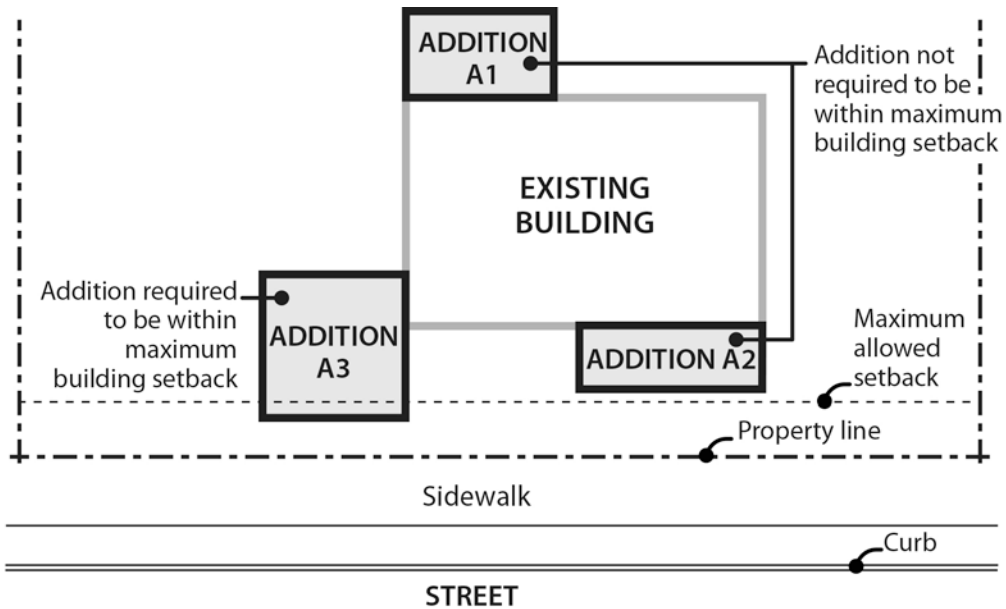 ADDITION
A1
Addition not
required to be
within maximum
building setback
EXISTING
BUILDING
Addition required
to be within
maximum
building setback
ADDITION
A3
ADDITION A2
Maximum
allowed
setback
Property line
Sidewalk
Curb
STREET